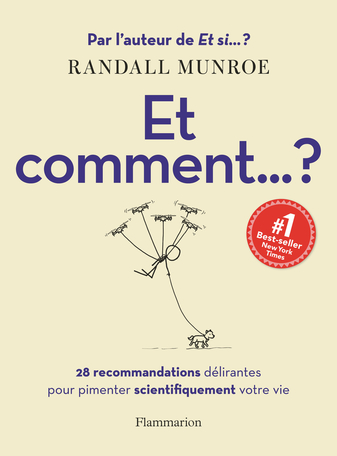 Par l’auteur de Et si…?
RANDALL MUNROE
Et
comment…?
#1
Best-seller
New York
Times
28 recommandations délirantes
pour pimenter scientifiquement votre vie
Flammarion